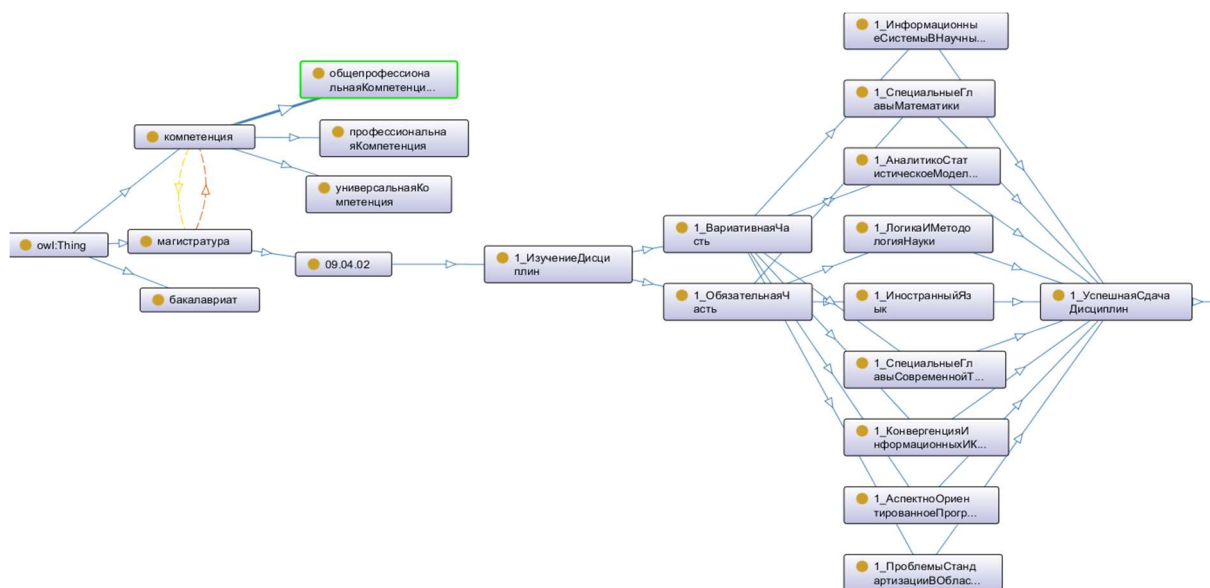 общепрофессиона
льнаяКомпетенци...
компетенция
профессиональна
яКомпетенция
универсальнаяКо
мпетенция
owl:Thing
магистратура
бакалавриат
09.04.02
1_ИзучениеДисци
плин
1_ВариативнаяЧа
сть
1_ОбязательнаяЧ
асть
1_Информационны
еСистемыВНаучны...
1_СпециальныеГл
авыМатематики
1_АналитикоСтат
истическоеМодел...
1_ЛогикаИМетодо
логияНауки
1_ИностранныйЯз
ык
1_СпециальныеГл
авыСовременнойТ...
1_КонвергенцияИ
нформационныхИК...
1_АспектноОриен
тированноеПрогр...
1_ПроблемыСтанд
артизацииВОблас...
1_УспешнаяСдача
Дисциплин